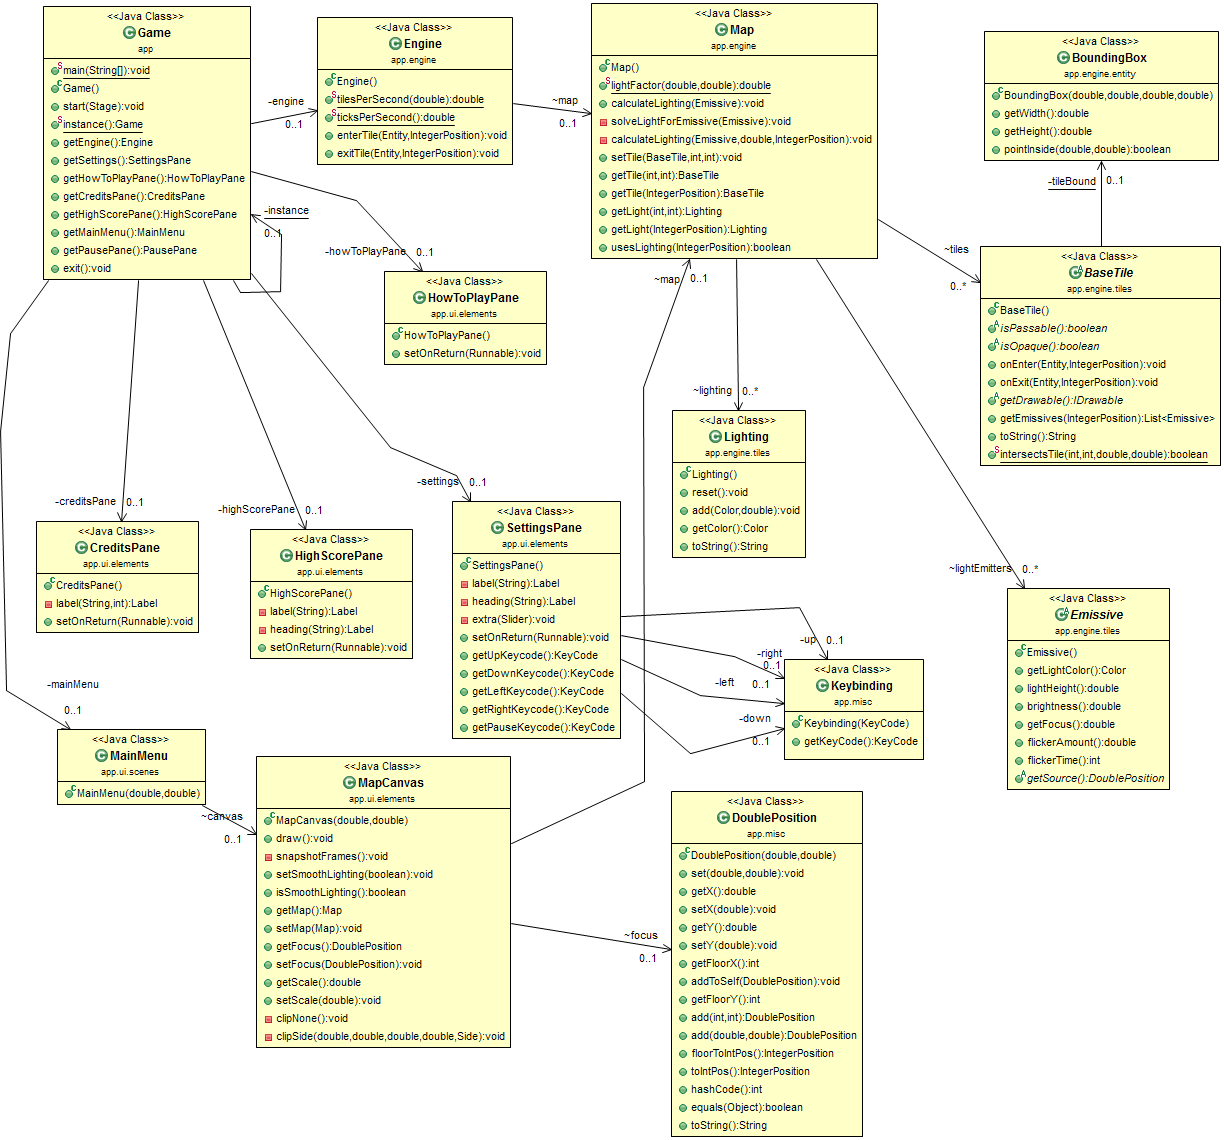 <<Java Class>>
Game
app
main(String[]):void
Game()
start(Stage):void
instance():Game
getEngine():Engine
getSettings():SettingsPane
getHowToPlayPane():HowToPlayPane
getCreditsPane():CreditsPane
getHighScorePane():HighScorePane
getMainMenu():MainMenu
getPausePane():PausePane
exit():void
-engine
0..1
-instance
0..1
<<Java Class>>
Engine
app.engine
Engine()
tilesPerSecond(double):double
ticksPerSecond():double
enterTile(Entity,IntegerPosition):void
exitTile(Entity,IntegerPosition):void
~map
0..1
<<Java Class>>
Map
app.engine
Map()
lightFactor(double,double):double
calculateLighting(Emissive):void
solveLightForEmissive(Emissive):void
calculateLighting(Emissive,double,IntegerPosition):void
setTile(BaseTile,int,int):void
getTile(int,int):BaseTile
getTile(IntegerPosition):BaseTile
getLight(int,int):Lighting
getLight(IntegerPosition):Lighting
usesLighting(IntegerPosition):boolean
<<Java Class>>
BoundingBox
app.engine.entity
BoundingBox(double,double,double,double)
getWidth():double
getHeight():double
pointInside(double,double):boolean
-tileBound
0..1
~tiles
0..*
<<Java Class>>
BaseTile
app.engine.tiles
BaseTile()
isPassable():boolean
isOpaque():boolean
onEnter(Entity,IntegerPosition):void
onExit(Entity,IntegerPosition):void
getDrawable():IDrawable
getEmissives(IntegerPosition):List<Emissive>
toString():String
intersectsTile(int,int,double,double):boolean
-howToPlayPane
0..1
<<Java Class>>
HowToPlayPane
app.ui.elements
HowToPlayPane()
setOnReturn(Runnable):void
~map
0..1
~lighting
0..*
<<Java Class>>
Lighting
app.engine.tiles
Lighting()
reset():void
add(Color,double):void
getColor():Color
toString():String
-creditsPane
0..1
<<Java Class>>
CreditsPane
app.ui.elements
CreditsPane()
label(String,int):Label
setOnReturn(Runnable):void
-highScorePane
0..1
<<Java Class>>
HighScorePane
app.ui.elements
HighScorePane()
label(String):Label
heading(String):Label
setOnReturn(Runnable):void
-settings
0..1
<<Java Class>>
SettingsPane
app.ui.elements
SettingsPane()
label(String):Label
heading(String):Label
extra(Slider):void
setOnReturn(Runnable):void
getUpKeycode():KeyCode
getDownKeycode():KeyCode
getLeftKeycode():KeyCode
getRightKeycode():KeyCode
getPauseKeycode():KeyCode
-up
0..1
-right
0..1
-left
0..1
-down
0..1
<<Java Class>>
Keybinding
app.misc
Keybinding(KeyCode)
getKeyCode():KeyCode
~lightEmitters
0..*
<<Java Class>>
Emissive
app.engine.tiles
Emissive()
getLightColor():Color
lightHeight():double
brightness():double
getFocus():double
flickerAmount():double
flickerTime():int
getSource():DoublePosition
-mainMenu
0..1
<<Java Class>>
MainMenu
app.ui.scenes
MainMenu(double,double)
~canvas
0..1
<<Java Class>>
MapCanvas
app.ui.elements
MapCanvas(double,double)
draw():void
snapshotFrames():void
setSmoothLighting(boolean):void
isSmoothLighting():boolean
getMap():Map
setMap(Map):void
getFocus():DoublePosition
setFocus(DoublePosition):void
getScale():double
setScale(double):void
clipNone():void
clipSide(double,double,double,double,Side):void
~focus
0..1
<<Java Class>>
DoublePosition
app.misc
DoublePosition(double,double)
set(double,double):void
getX():double
setX(double):void
getY():double
setY(double):void
getFloorX():int
addToSelf(DoublePosition):void
getFloorY():int
add(int,int):DoublePosition
add(double,double):DoublePosition
floorToIntPos():IntegerPosition
toIntPos():IntegerPosition
hashCode():int
equals(Object):boolean
toString():String